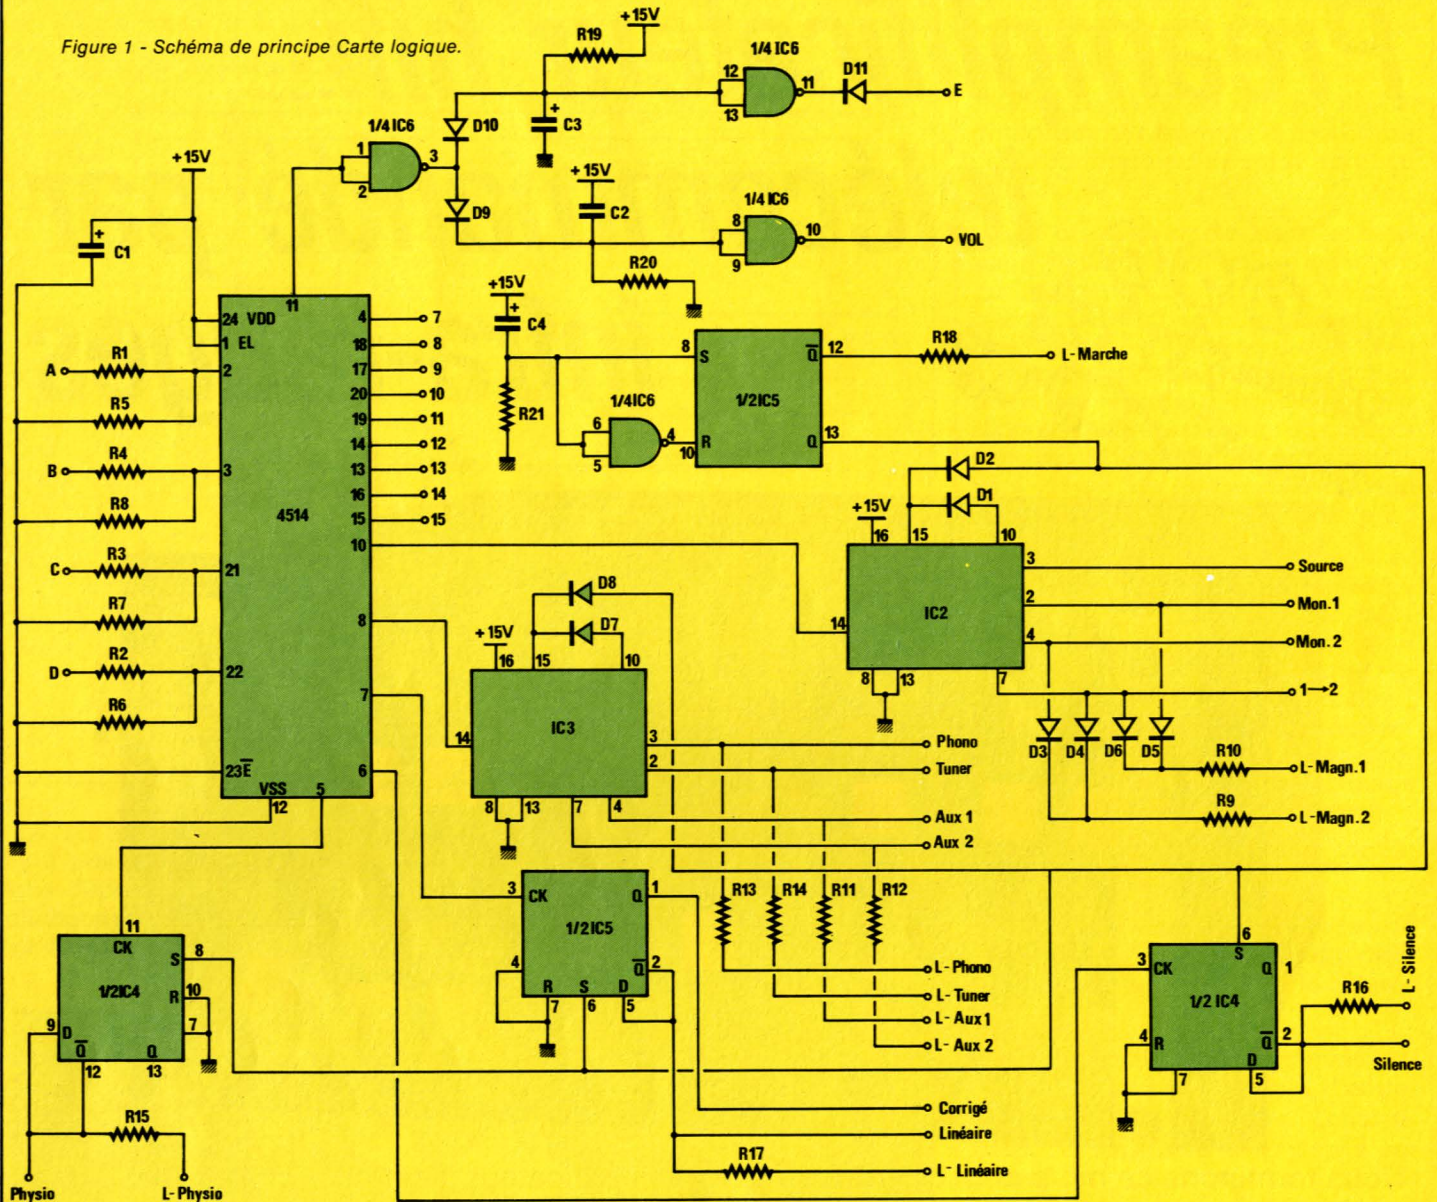 Figure 1 - Schéma de principe Carte logique.
+15V
R19
1/4 IC6
12
13
11
D11
E
D10
C3
+
1/4 IC6
1
2
3
+15V
+
C1
D9
+15V
C2
1/4 IC6
8
9
10
VOL
R20
11
24 VDD
1 EL
4
7
18
8
17
9
20
10
19
11
14
12
13
13
16
14
15
15
10
8
7
6
4514
A
R1
2
R5
B
R4
3
R8
C
R3
21
R7
D
R2
22
R6
23 E
VSS
12
5
+15V
+
C4
R21
8
S
Q
12
R18
L-Marche
1/2 IC5
1/4 IC6
6
5
4
R
10
Q
13
D2
D1
+15V
16
15
10
IC2
14
3
Source
2
Mon.1
4
Mon.2
8
13
7
1→2
D3
D4
D6
D5
R10
L-Magn.1
R9
L-Magn.2
D8
D7
+15V
16
15
10
IC3
14
3
Phono
2
Tuner
8
13
7
4
Aux 1
Aux 2
R13
R14
R11
R12
3
CK
Q
1
1/2 IC5
4
Q
2
R
S
D
7
6
5
L-Phono
L-Tuner
L-Aux1
L-Aux 2
11
CK
S
8
1/2 IC4
R
10
7
9
D
Q
Q
12
13
R15
Physio
L-Physio
Corrigé
Linéaire
R17
L-Linéaire
6
3
CK
S
Q
1
1/2 IC4
4
R
Q
2
D
7
5
R16
L-Silence
Silence